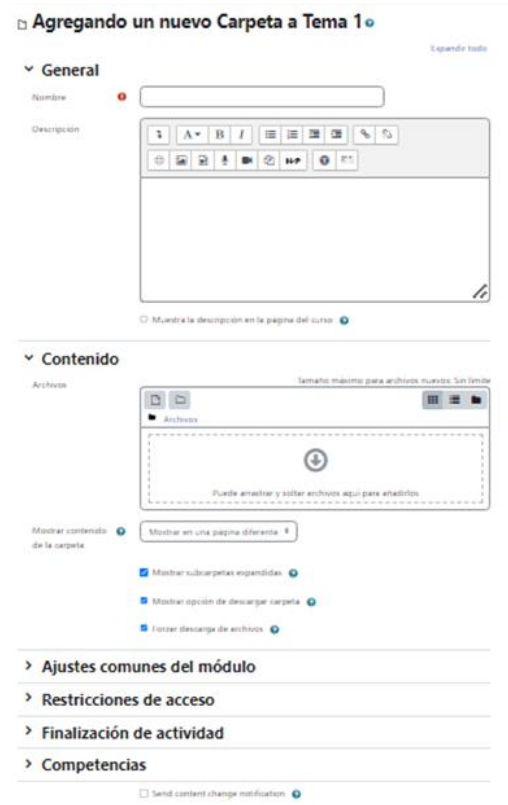 Agregando un nuevo Carpeta a Tema 1
Expandir todo
General
Nombre
Descripción
A B I
H-P
Muestra la descripción en la página del curso
Contenido
Archivos
Tamaño máximo para archivos nuevos: Sin límite
Archivos
Puede arrastrar y soltar archivos aquí para añadirlos
Mostrar contenido de la carpeta
Mostrar en una página diferente
Mostrar subcarpetas expandidas
Mostrar opción de descargar carpeta
Forzar descarga de archivos
Ajustes comunes del módulo
Restricciones de acceso
Finalización de actividad
Competencias
Send content change notification